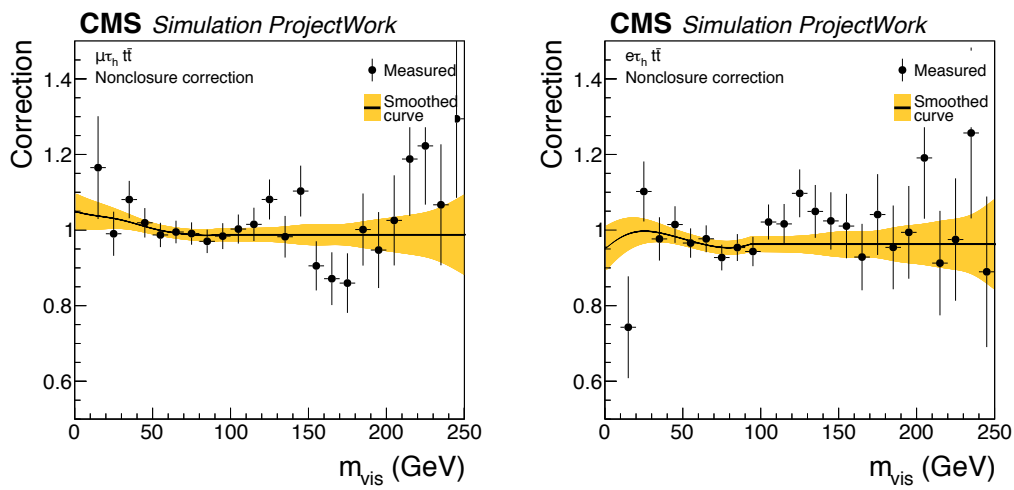 CMS Simulation ProjectWork
μτh tt̄
Nonclosure correction
Measured
Smoothed
curve
Correction
1.4
1.2
1
0.8
0.6
0 50 100 150 200 250
mvis (GeV)
CMS Simulation ProjectWork
eτh tt̄
Nonclosure correction
Measured
Smoothed
curve
Correction
1.4
1.2
1
0.8
0.6
0 50 100 150 200 250
mvis (GeV)